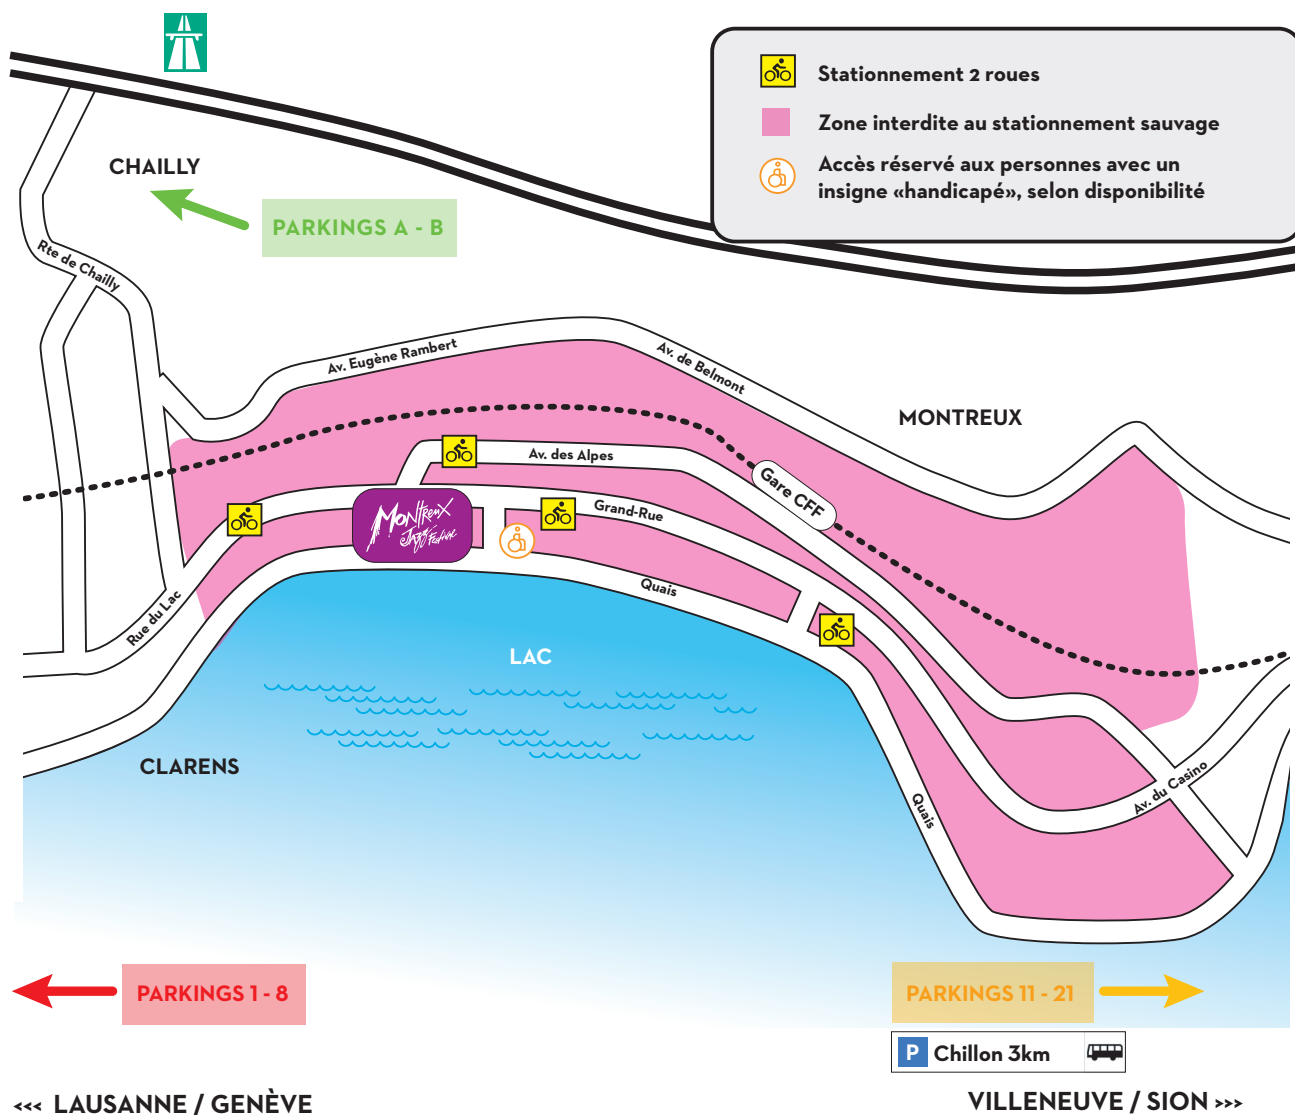 Stationnement 2 roues
Zone interdite au stationnement sauvage
Accès réservé aux personnes avec un
insigne «handicapé», selon disponibilité
CHAILLY
PARKINGS A - B
Rte de Chailly
Av. Eugène Rambert
Av. de Belmont
MONTREUX
Av. des Alpes
Gare CFF
Grand-Rue
MONTREUX
JAZZ Festival
Quais
Rue du Lac
LAC
CLARENS
Quais
Av. du Casino
PARKINGS 1 - 8
PARKINGS 11 - 21
P Chillon 3km
<<< LAUSANNE / GENÈVE
VILLENEUVE / SION >>>